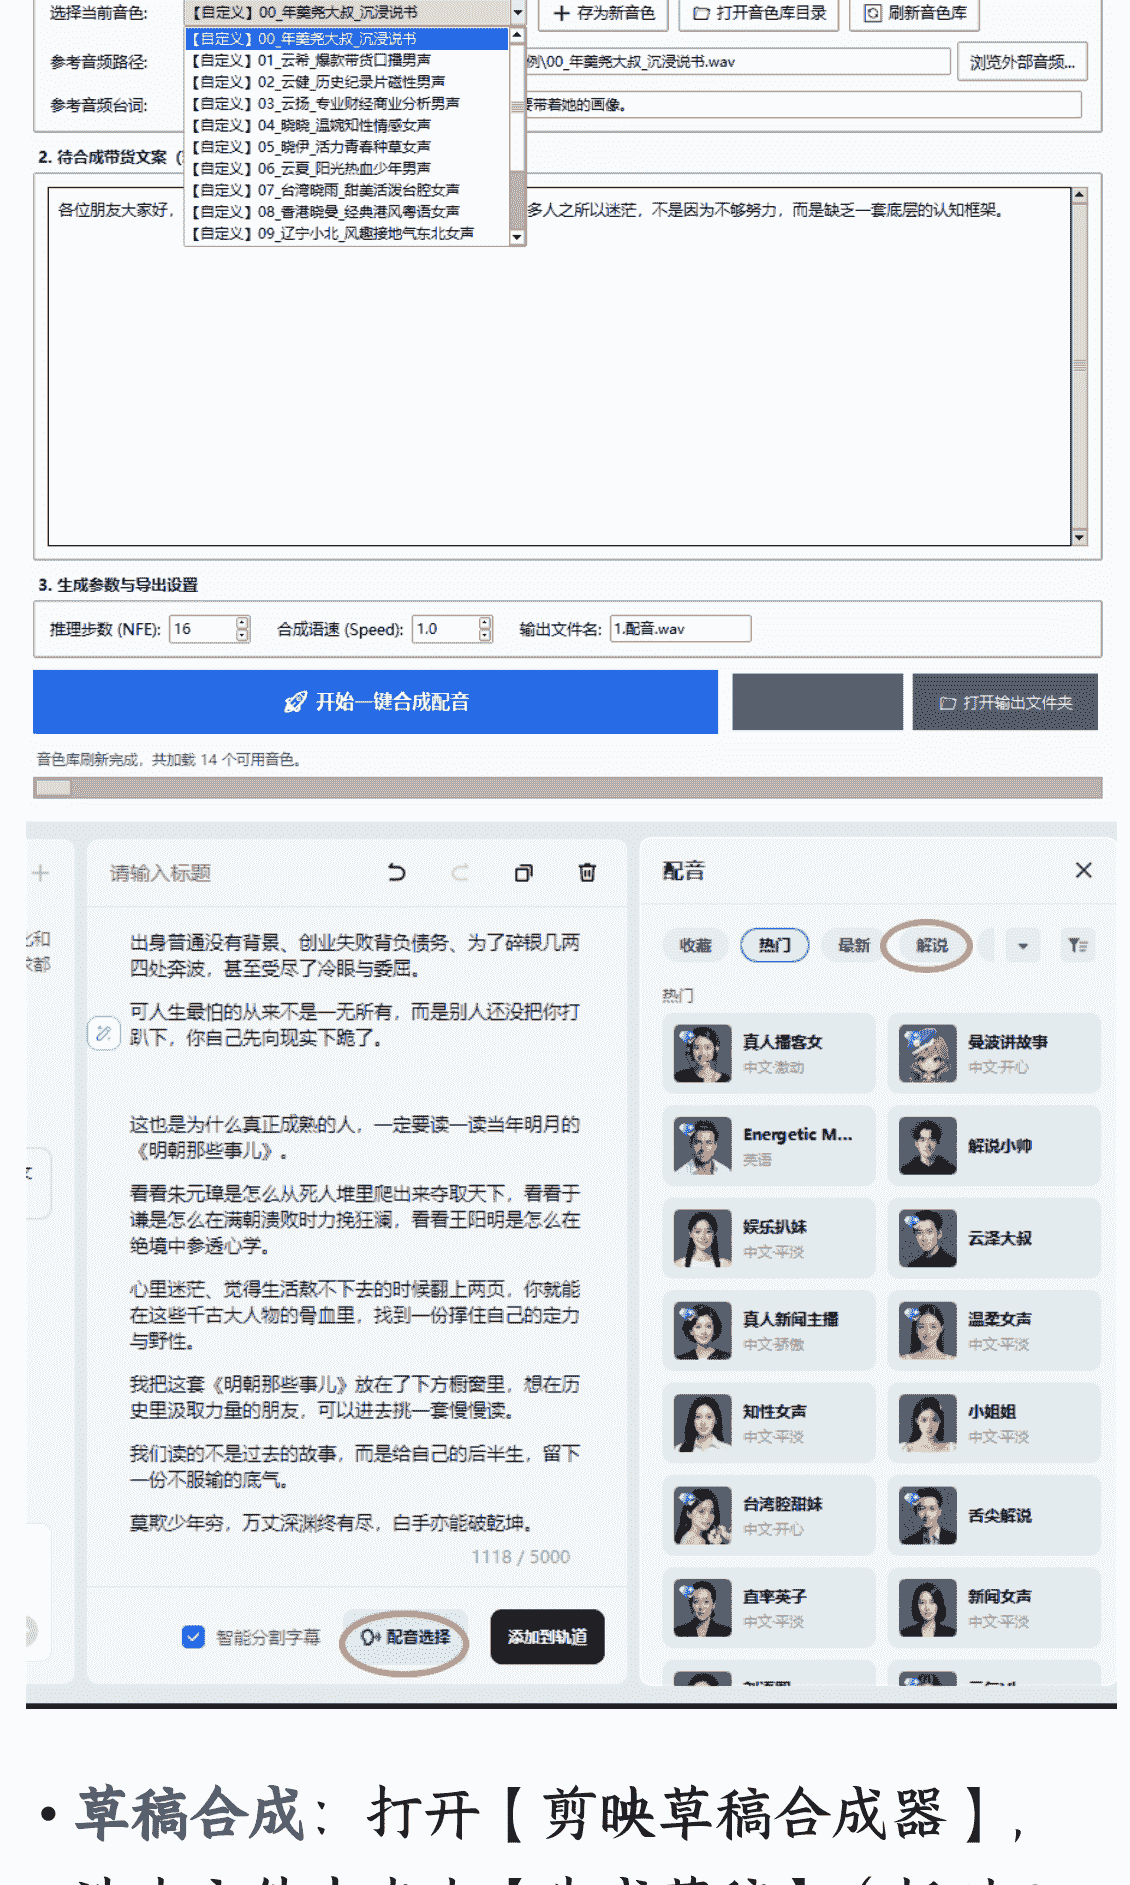 选择当前音色:
【自定义】00_年羹尧大叔_沉浸说书
存为新音色
打开音色库目录
刷新音色库
【自定义】00_年羹尧大叔_沉浸说书
【自定义】01_云希_爆款带货口播男声
【自定义】02_云健_历史纪录片磁性男声
【自定义】03_云扬_专业财经商业分析男声
【自定义】04_晓晓_温婉知性情感女声
【自定义】05_晓伊_活力青春种草女声
【自定义】06_云夏_阳光热血少年男声
【自定义】07_台湾晓雨_甜美活泼台腔女声
【自定义】08_香港晓曼_经典港风粤语女声
【自定义】09_辽宁小北_风趣接地气东北女声
参考音频路径:
例\00_年羹尧大叔_沉浸说书.wav
浏览外部音频...
参考音频台词:
要带着她的画像。
2. 待合成带货文案 (
各位朋友大家好,
多人之所以迷茫，不是因为不够努力，而是缺乏一套底层的认知框架。
3. 生成参数与导出设置
推理步数 (NFE): 16
合成语速 (Speed): 1.0
输出文件名: 1.配音.wav
开始一键合成配音
打开输出文件夹
音色库刷新完成，共加载 14 个可用音色。
请输入标题
出身普通没有背景、创业失败背负债务、为了碎银几两
四处奔波，甚至受尽了冷眼与委屈。
可人生最怕的从来不是一无所有，而是别人还没把你打
趴下，你自己先向现实下跪了。
这也是为什么真正成熟的人，一定要读一读当年明月的
《明朝那些事儿》。
看看朱元璋是怎么从死人堆里爬出来夺取天下，看看于
谦是怎么在满朝溃败时力挽狂澜，看看王阳明是怎么在
绝境中参透心学。
心里迷茫、觉得生活熬不下去的时候翻上两页，你就能
在这些千古大人物的骨血里，找到一份撑住自己的定力
与野性。
我把这套《明朝那些事儿》放在了下方橱窗里，想在历
史里汲取力量的朋友，可以进去挑一套慢慢读。
我们读的不是过去的故事，而是给自己的后半生，留下
一份不服输的底气。
莫欺少年穷，万丈深渊终有尽，白手亦能破乾坤。
1118 / 5000
智能分割字幕
配音选择
添加到轨道
配音
收藏
热门
最新
解说
热门
真人播客女
中文·激动
曼波讲故事
中文·开心
Energetic M...
英语
解说小帅
娱乐扒妹
中文·平淡
云泽大叔
真人新闻主播
中文·骄傲
温柔女声
中文·平淡
知性女声
中文·平淡
小姐姐
中文·平淡
台湾腔甜妹
中文·开心
舌尖解说
直率英子
中文·平淡
新闻女声
中文·平淡
• 草稿合成：打开【剪映草稿合成器】,